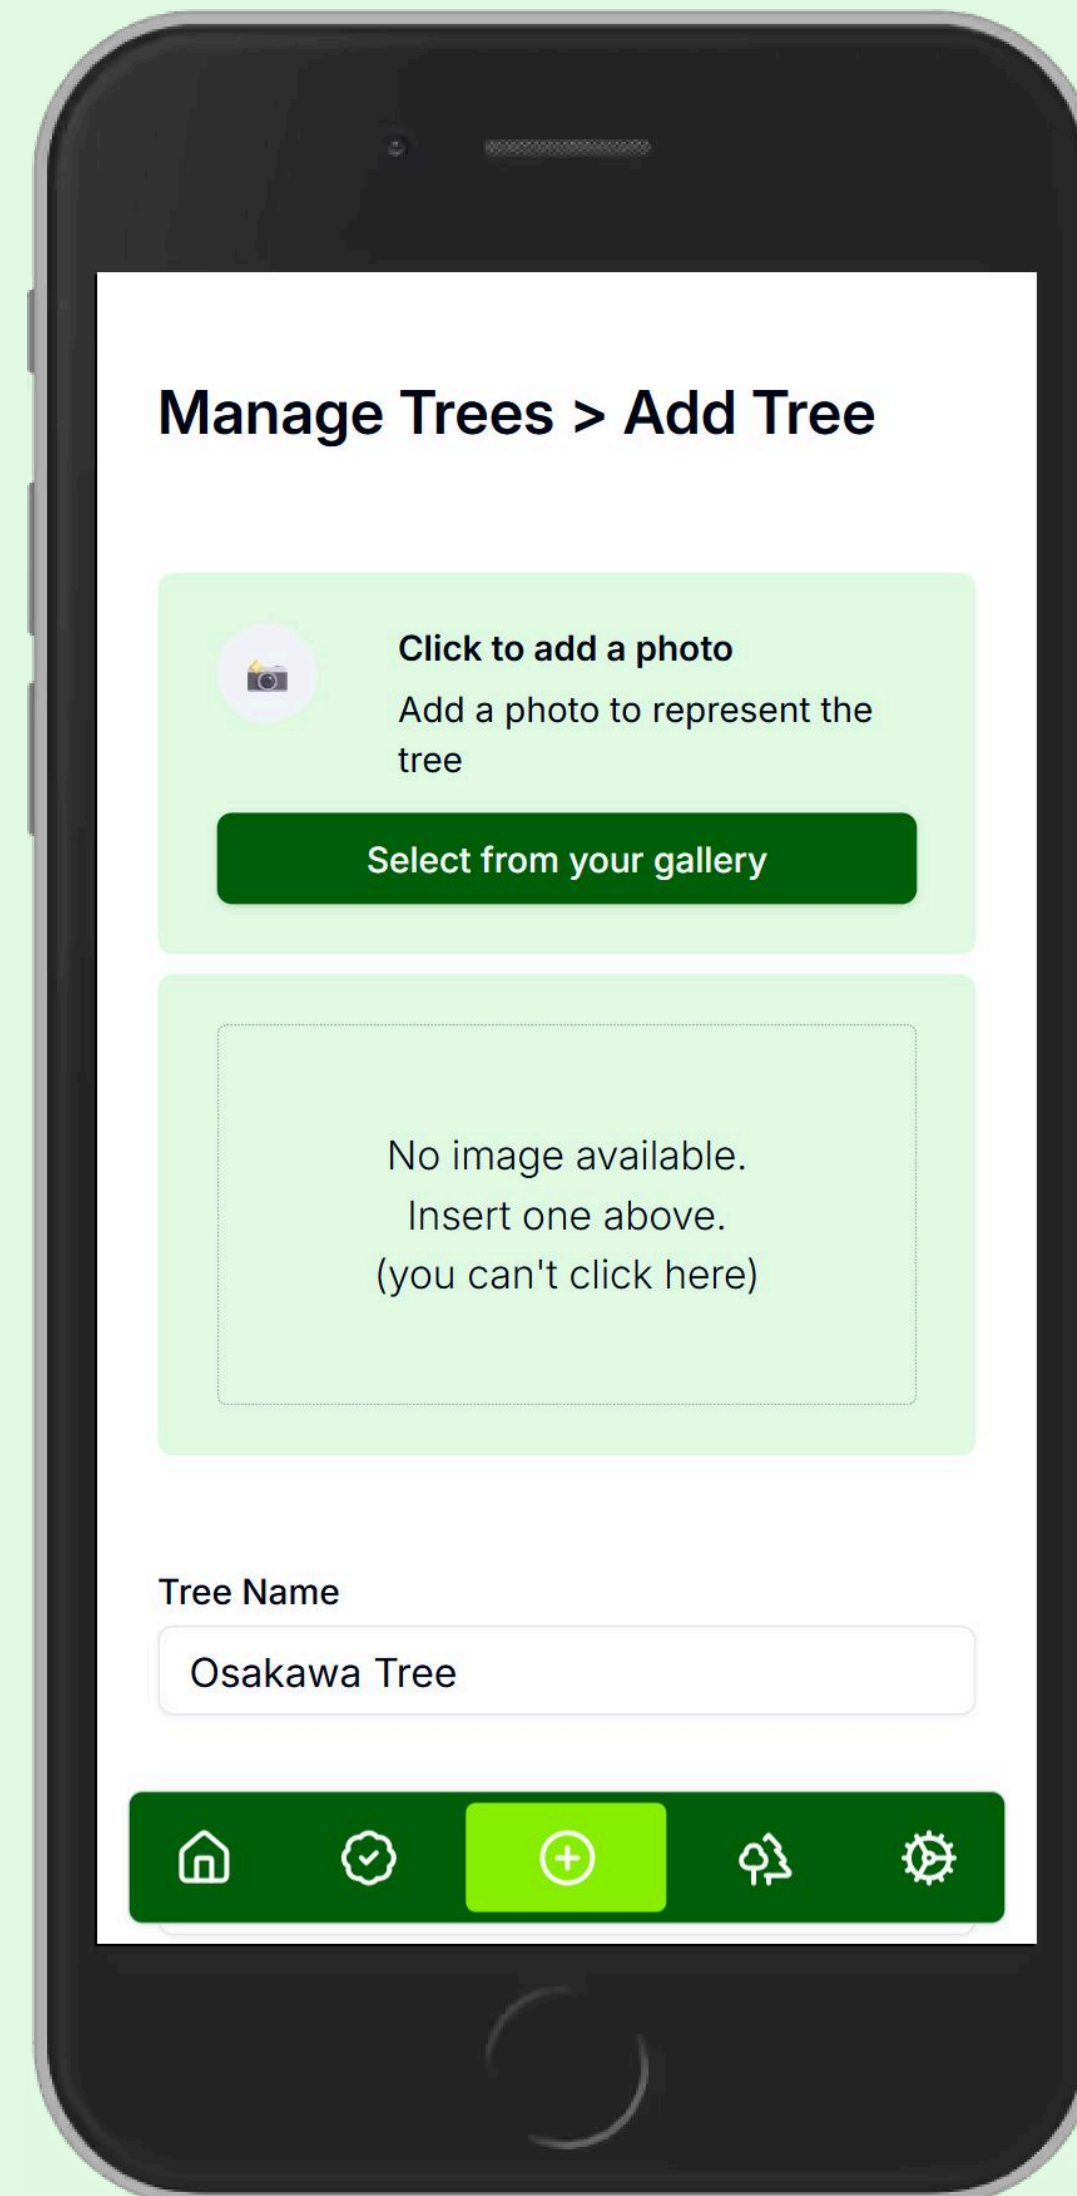 Manage Trees > Add Tree
Click to add a photo
Add a photo to represent the
tree
Select from your gallery
No image available.
Insert one above.
(you can't click here)
Tree Name
Osakawa Tree